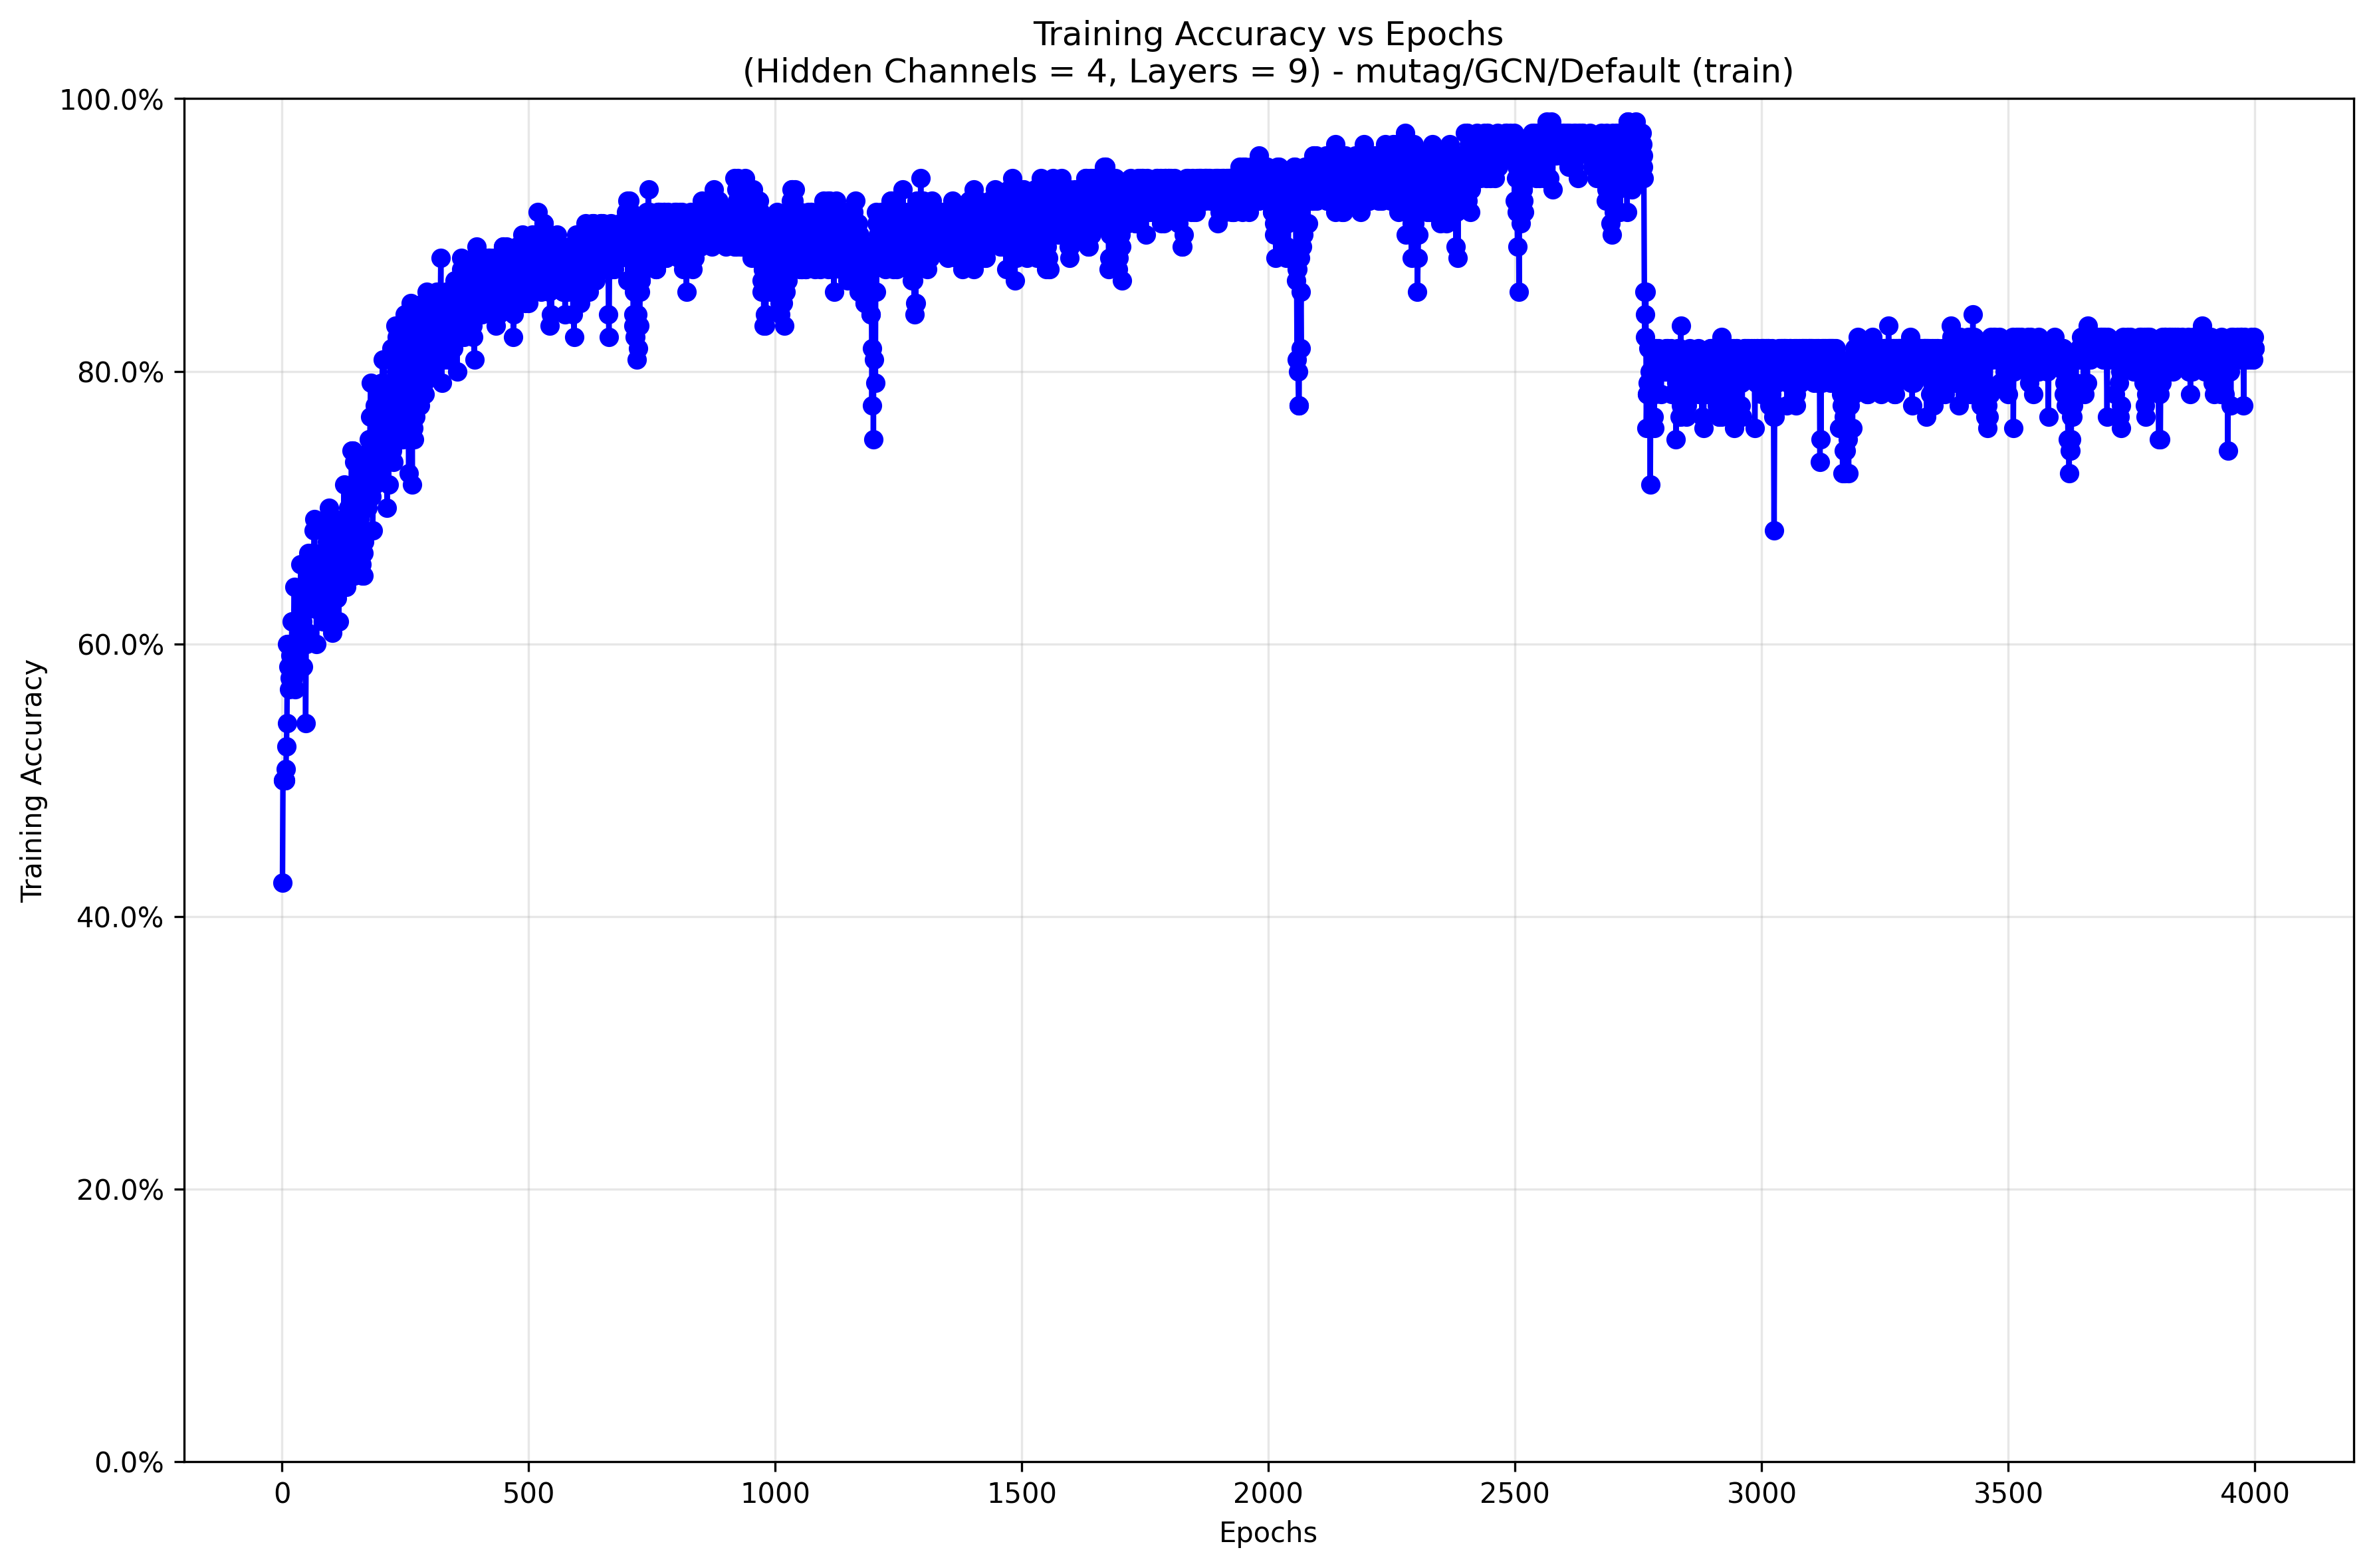 Training Accuracy vs Epochs
(Hidden Channels = 4, Layers = 9) - mutag/GCN/Default (train)
100.0%
80.0%
60.0%
40.0%
20.0%
0.0%
Training Accuracy
0 500 1000 1500 2000 2500 3000 3500 4000
Epochs